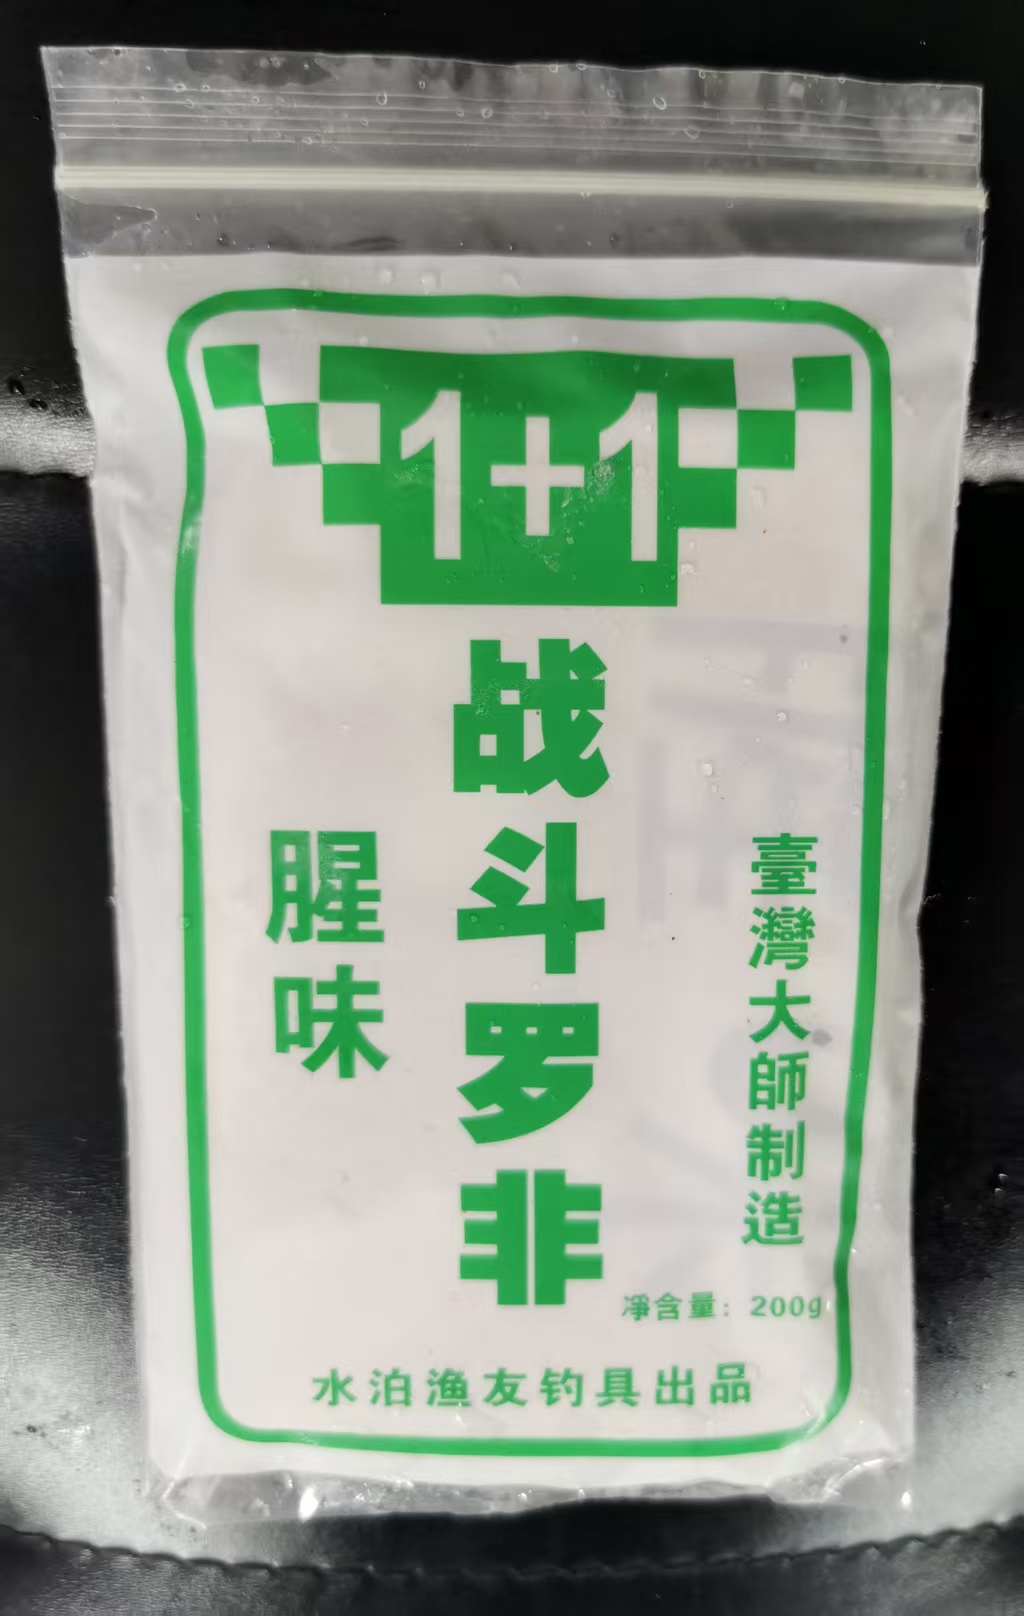 1+1
战斗罗非
腥味
臺灣大師制造
凈含量：200g
水泊渔友钓具出品